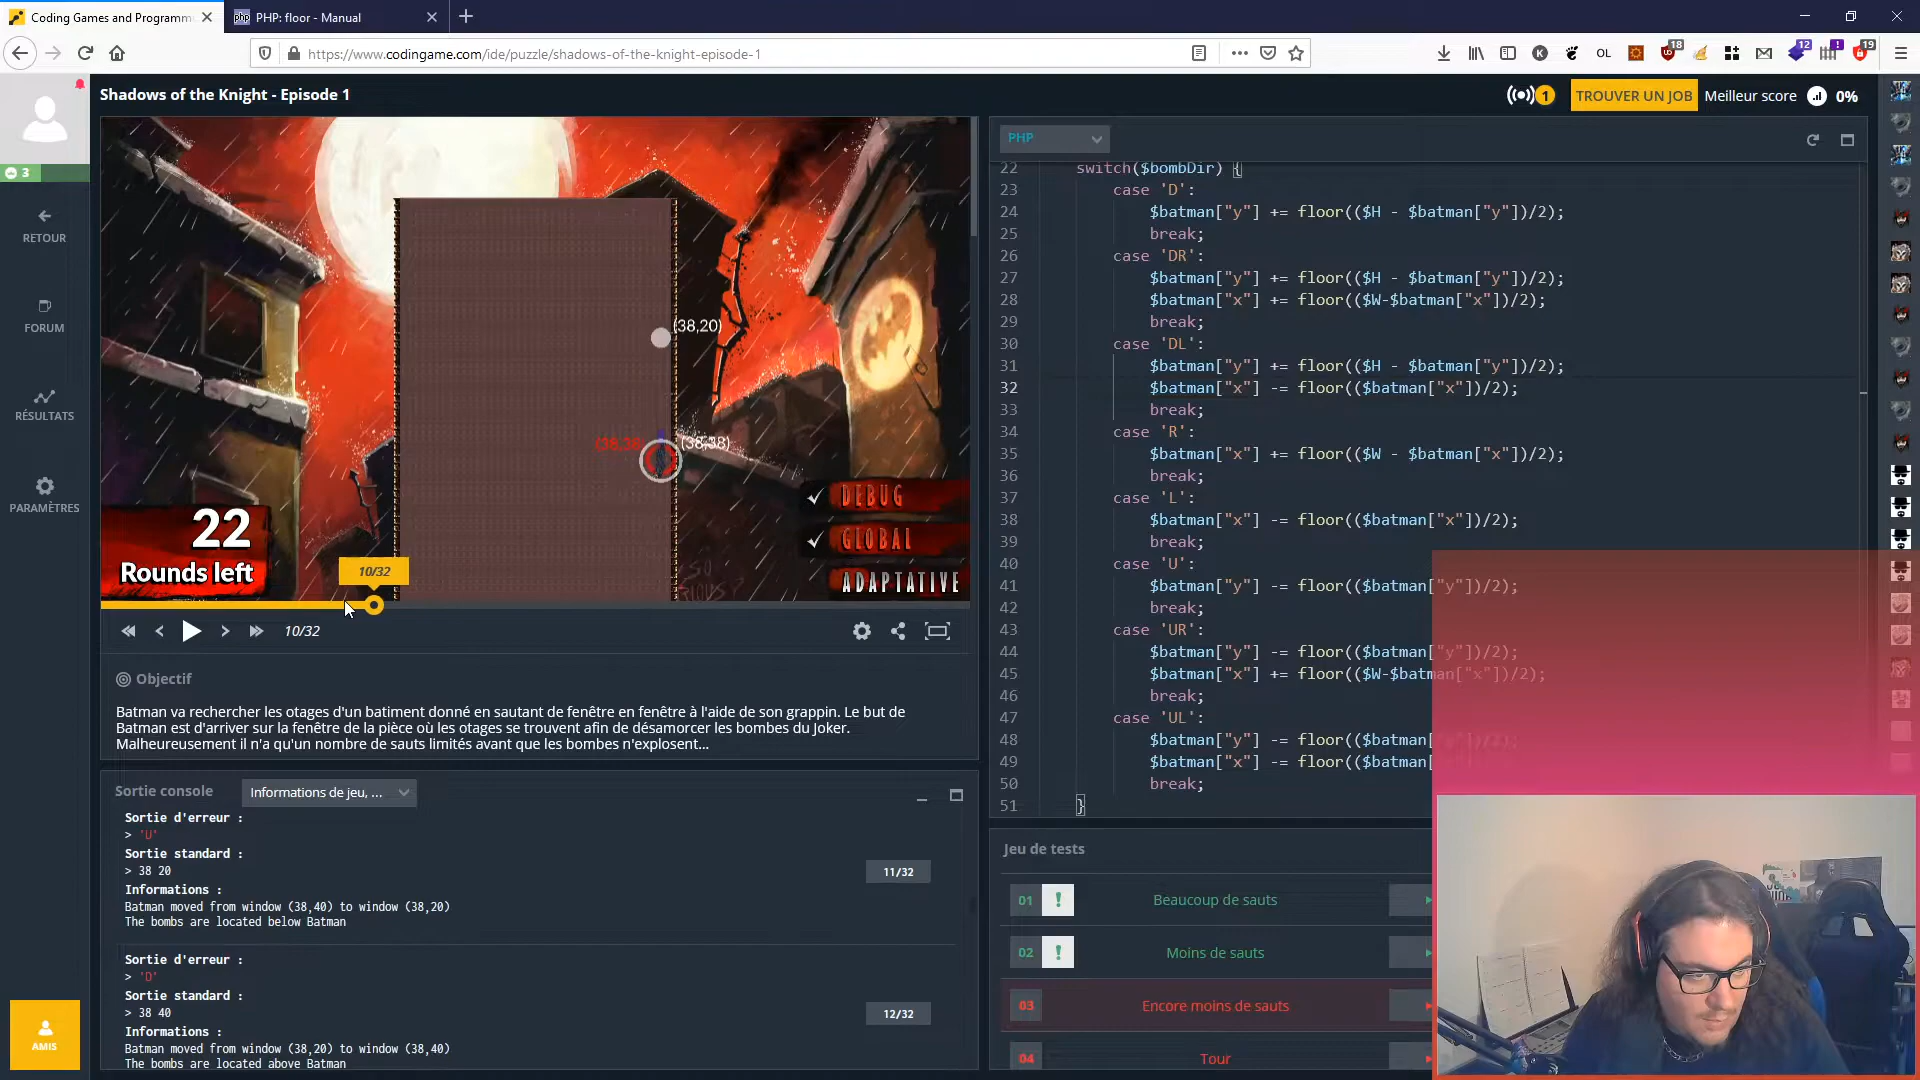 Coding Games and Programm
PHP: floor - Manual
https://www.codingame.com/ide/puzzle/shadows-of-the-knight-episode-1
OL
18
12
!
19
3
RETOUR
FORUM
RÉSULTATS
PARAMÈTRES
AMIS
Shadows of the Knight - Episode 1
1
TROUVER UN JOB
Meilleur score
0%
(38,20)
(38,38
(38,38)
22
Rounds left
DEBUG
GLOBAL
ADAPTATIVE
10/32
10/32
Objectif
Batman va rechercher les otages d'un batiment donné en sautant de fenêtre en fenêtre à l'aide de son grappin. Le but de
Batman est d'arriver sur la fenêtre de la pièce où les otages se trouvent afin de désamorcer les bombes du Joker.
Malheureusement il n'a qu'un nombre de sauts limités avant que les bombes n'explosent...
Sortie console
Informations de jeu, ...
Sortie d'erreur :
> 'U'
Sortie standard :
> 38 20
Informations :
Batman moved from window (38,40) to window (38,20)
The bombs are located below Batman
11/32
Sortie d'erreur :
> 'D'
Sortie standard :
> 38 40
Informations :
Batman moved from window (38,20) to window (38,40)
The bombs are located above Batman
12/32
PHP
22 switch($bombDir) {
23 case 'D':
24 $batman["y"] += floor(($H - $batman["y"])/2);
25 break;
26 case 'DR':
27 $batman["y"] += floor(($H - $batman["y"])/2);
28 $batman["x"] += floor(($W-$batman["x"])/2);
29 break;
30 case 'DL':
31 $batman["y"] += floor(($H - $batman["y"])/2);
32 $batman["x"] -= floor(($batman["x"])/2);
33 break;
34 case 'R':
35 $batman["x"] += floor(($W - $batman["x"])/2);
36 break;
37 case 'L':
38 $batman["x"] -= floor(($batman["x"])/2);
39 break;
40 case 'U':
41 $batman["y"] -= floor(($batman["y"])/2);
42 break;
43 case 'UR':
44 $batman["y"] -= floor(($batman["y"])/2);
45 $batman["x"] += floor(($W-$batman["x"])/2);
46 break;
47 case 'UL':
48 $batman["y"] -= floor(($batman["y"])/2);
49 $batman["x"] -= floor(($batman[
50 break;
51 }
Jeu de tests
01 ! Beaucoup de sauts
02 ! Moins de sauts
03 Encore moins de sauts
04 Tour